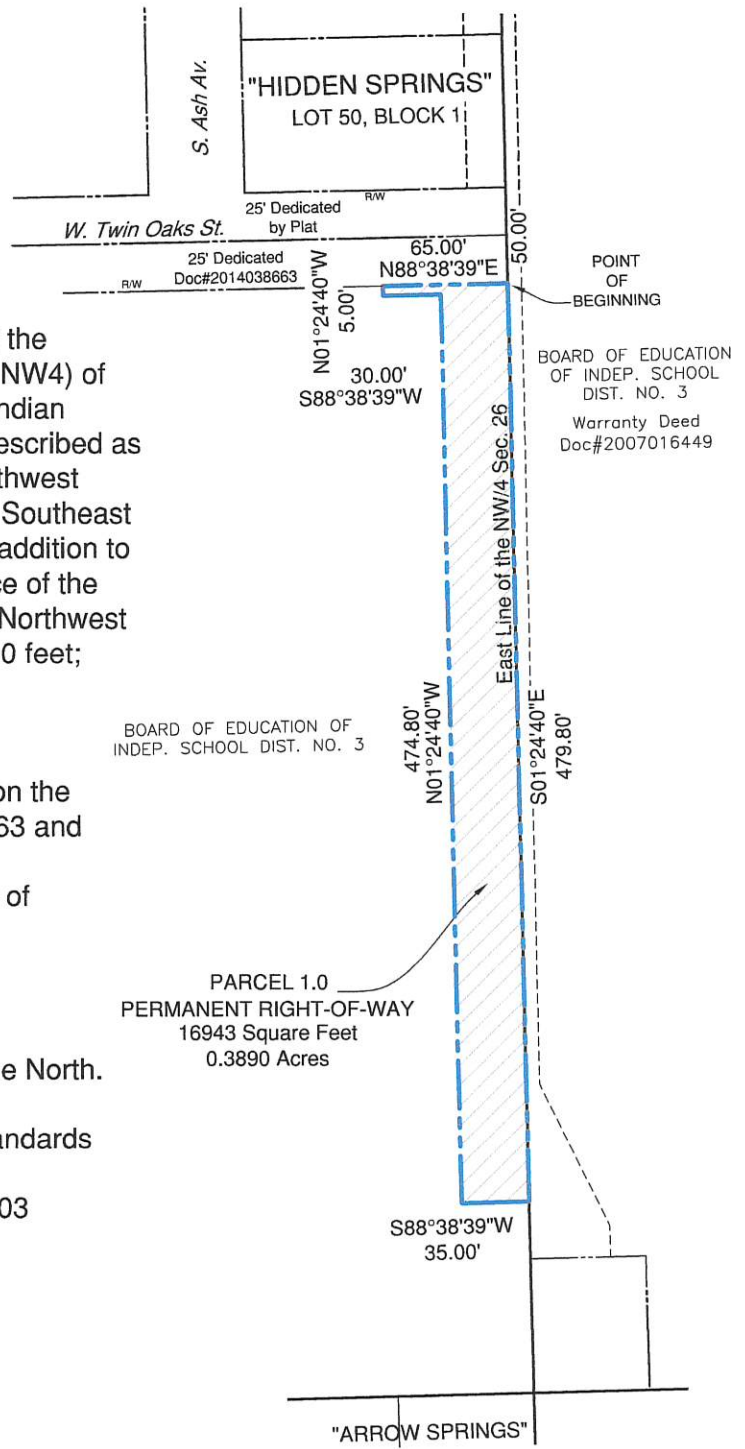 S. Ash Av.
"HIDDEN SPRINGS"
LOT 50, BLOCK 1
R/W
25' Dedicated
by Plat
W. Twin Oaks St.
25' Dedicated
Doc#2014038663
R/W
65.00'
N88°38'39"E
50.00'
POINT
OF
BEGINNING
N01°24'40"W
5.00'
30.00'
S88°38'39"W
BOARD OF EDUCATION
OF INDEP. SCHOOL
DIST. NO. 3
Warranty Deed
Doc#2007016449
East Line of the NW/4 Sec. 26
the
NW4) of
ndian
escribed as
thwest
Southeast
addition to
ce of the
Northwest
0 feet;
BOARD OF EDUCATION OF
INDEP. SCHOOL DIST. NO. 3
474.80'
N01°24'40"W
S01°24'40"E
479.80'
on the
63 and
of
PARCEL 1.0
PERMANENT RIGHT-OF-WAY
16943 Square Feet
0.3890 Acres
e North.
andards
03
S88°38'39"W
35.00'
"ARROW SPRINGS"